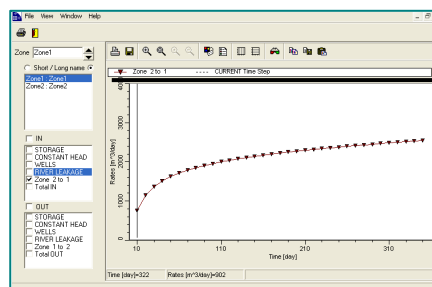 File View Window Help
Zone Zone1
Short / Long name
Zone1 : Zone1
Zone2 : Zone2
IN
STORAGE
CONSTANT HEAD
WELLS
RIVER LEAKAGE
Zone 2 to 1
Total IN
OUT
STORAGE
CONSTANT HEAD
WELLS
RIVER LEAKAGE
Zone 1 to 2
Total OUT
Zone 2 to 1 ---- CURRENT Time Step
Rates [m^3/day]
3000
2000
1000
0
10 110 210 310
Time [day]
Time [day]=322 Rates [m^3/day]=902